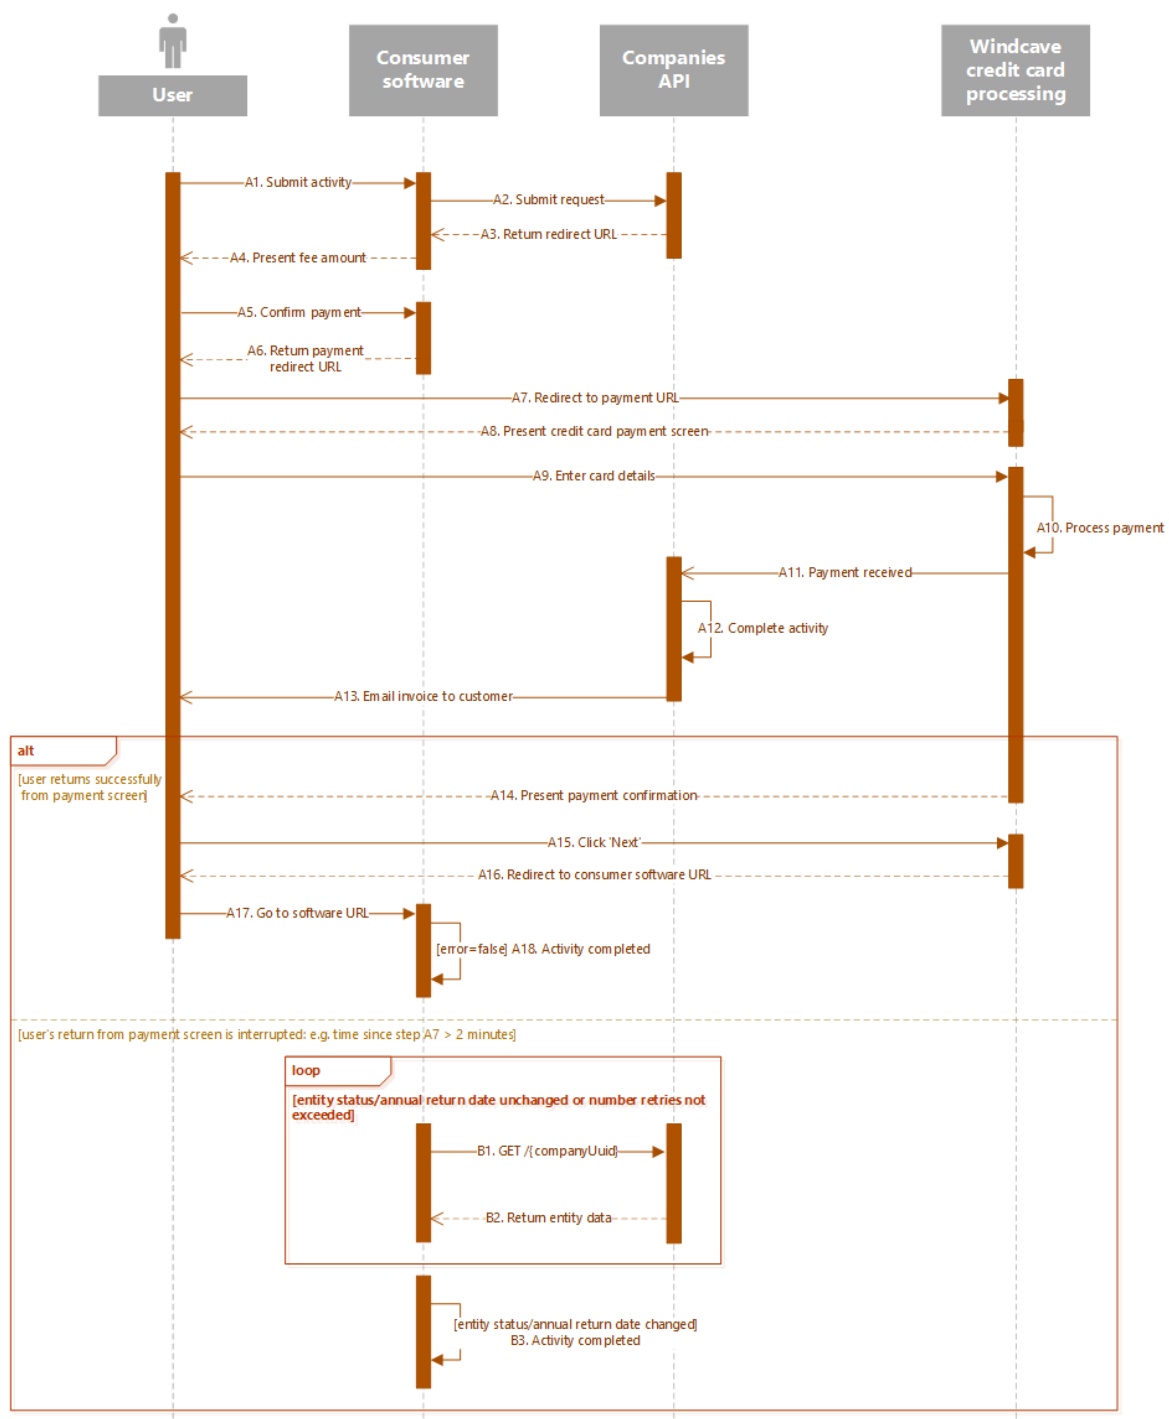 User
Consumer
software
Companies
API
Windcave
credit card
processing
A1. Submit activity
A2. Submit request
A3. Return redirect URL
A4. Present fee amount
A5. Confirm payment
A6. Return payment
redirect URL
A7. Redirect to payment URL
A8. Present credit card payment screen
A9. Enter card details
A10. Process payment
A11. Payment received
A12. Complete activity
A13. Email invoice to customer
alt
[user returns successfully
from payment screen]
A14. Present payment confirmation
A15. Click 'Next'
A16. Redirect to consumer software URL
A17. Go to software URL
[error=false] A18. Activity completed
[user's return from payment screen is interrupted: e.g. time since step A7 > 2 minutes]
loop
[entity status/annual return date unchanged or number retries not
exceeded]
B1. GET /{companyUuid}
B2. Return entity data
[entity status/annual return date changed]
B3. Activity completed